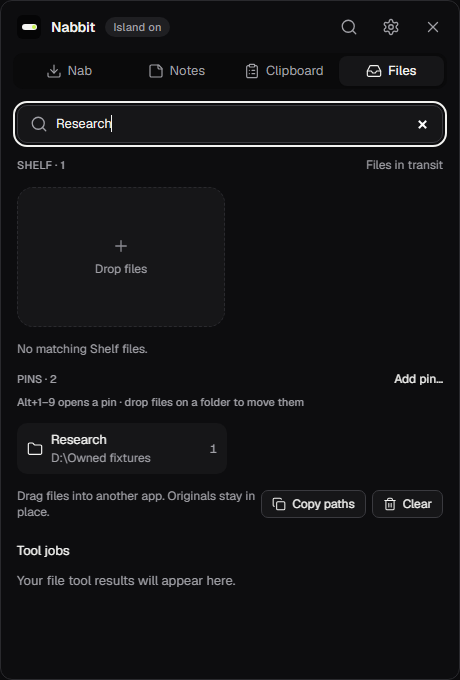 Nabbit
Island on
Nab
Notes
Clipboard
Files
Research
SHELF · 1
Files in transit
Drop files
No matching Shelf files.
PINS · 2
Add pin...
Alt+1–9 opens a pin · drop files on a folder to move them
Research
1
D:\Owned fixtures
Drag files into another app. Originals stay in
place.
Copy paths
Clear
Tool jobs
Your file tool results will appear here.